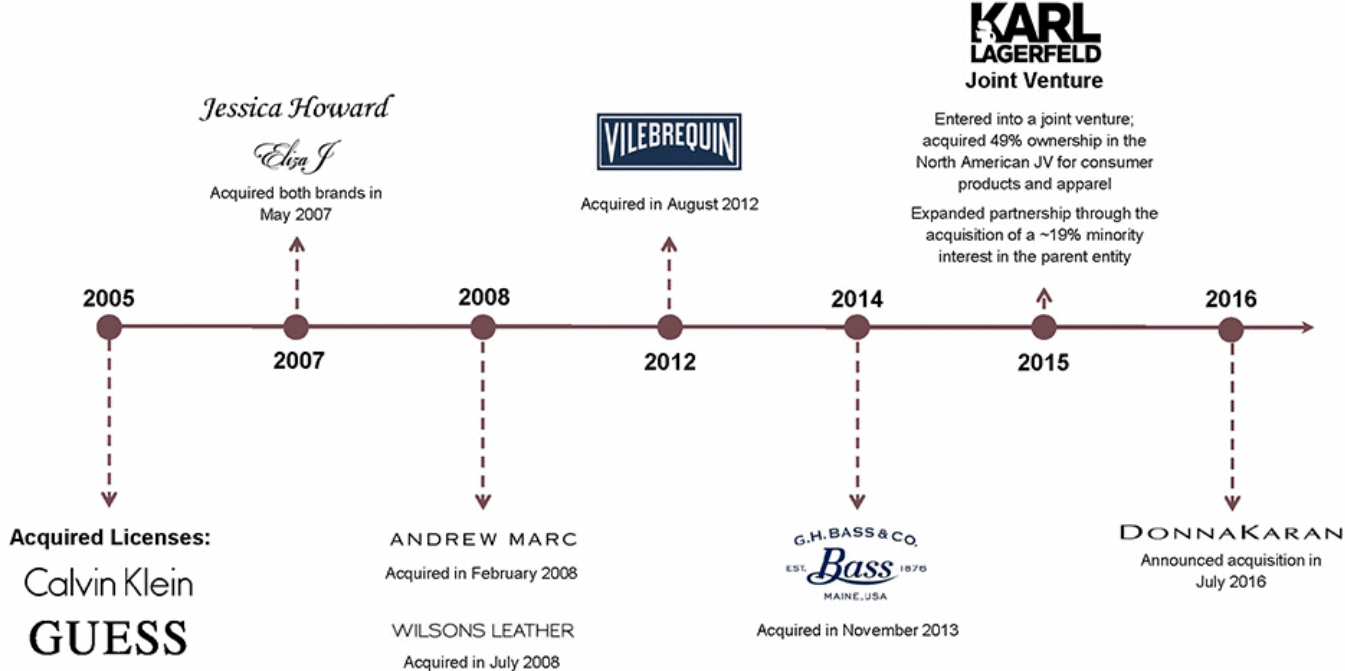 KARL
LAGERFELD
Joint Venture
Entered into a joint venture;
acquired 49% ownership in the
North American JV for consumer
products and apparel
Expanded partnership through the
acquisition of a ~19% minority
interest in the parent entity
Jessica Howard
Eliza J
Acquired both brands in
May 2007
VILEBREQUIN
Acquired in August 2012
2005
2007
2008
2012
2014
2015
2016
Acquired Licenses:
Calvin Klein
GUESS
ANDREW MARC
Acquired in February 2008
WILSONS LEATHER
Acquired in July 2008
G.H.BASS & CO.
EST. Bass 1876
MAINE, USA
Acquired in November 2013
DONNAKARAN
Announced acquisition in
July 2016